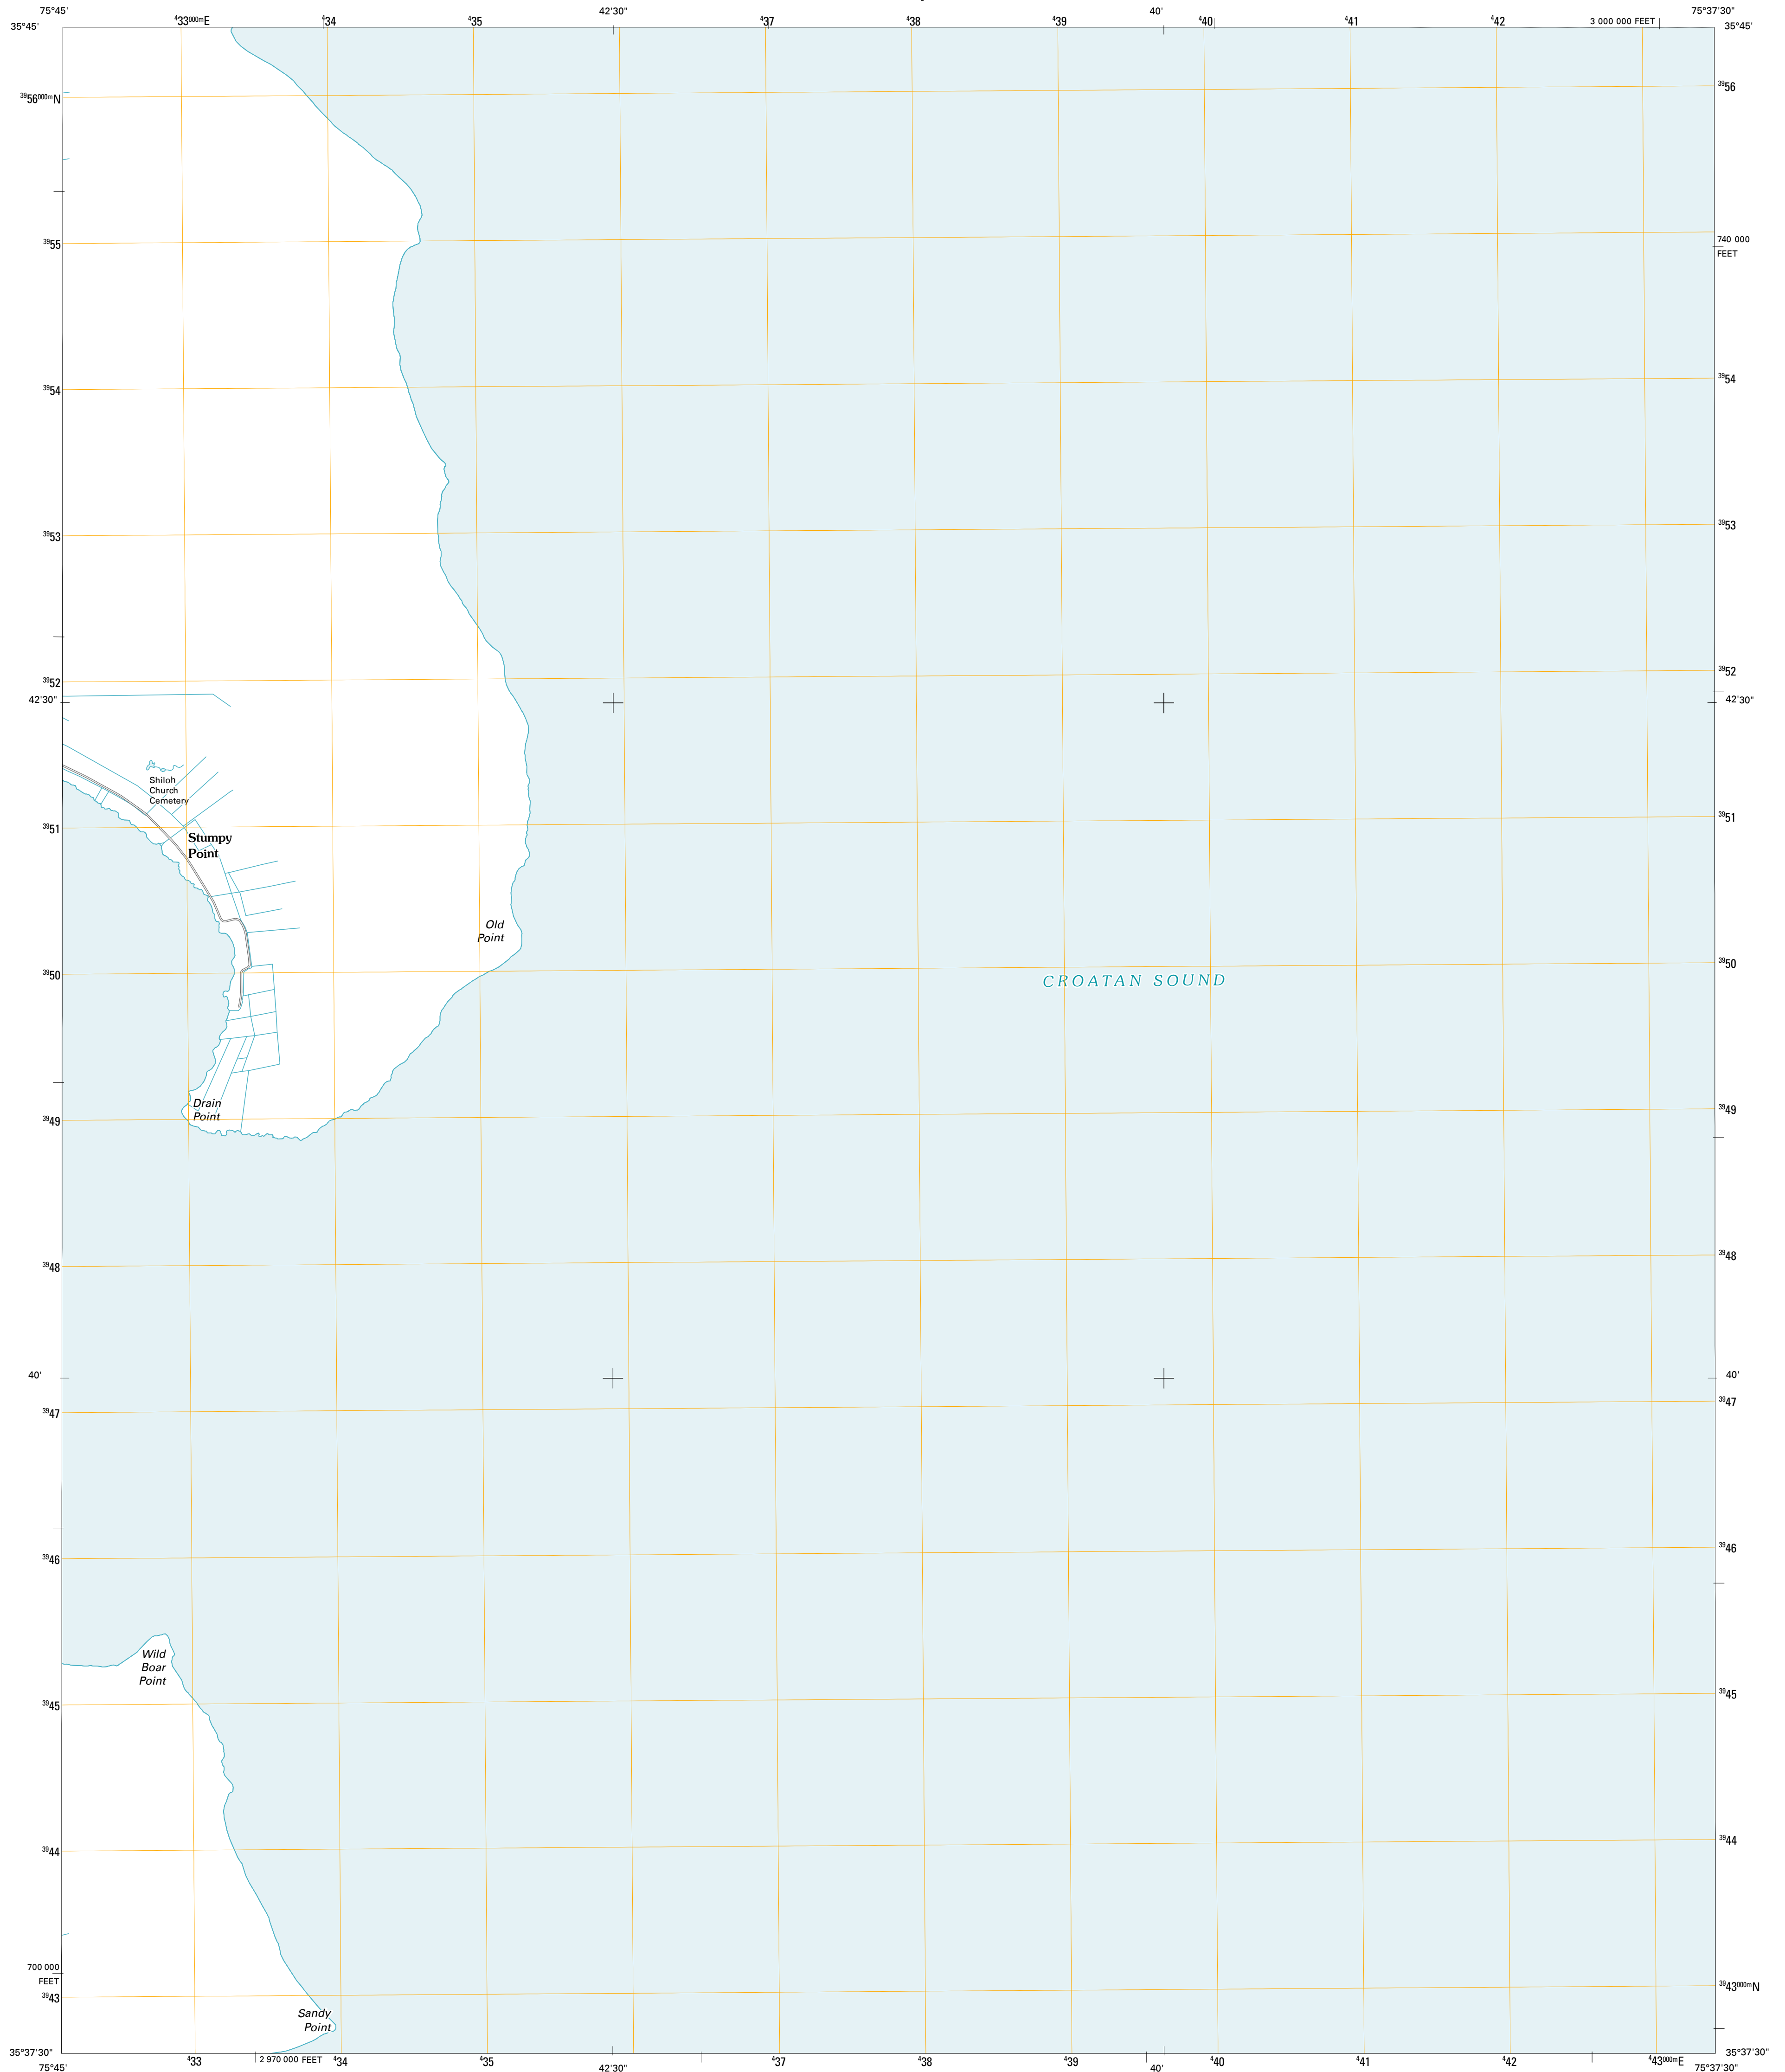 75°45' 42'30" 40' 75°37'30"
35°45' ⁴33⁰⁰⁰ᵐE ⁴34 ⁴35 ⁴37 ⁴38 ⁴39 ⁴40 ⁴41 ⁴42 3 000 000 FEET 35°45'
³⁹56⁰⁰⁰ᵐN ³⁹56
³⁹55 740 000
FEET
³⁹54 ³⁹54
³⁹53 ³⁹53
³⁹52 ³⁹52
42'30" 42'30"
Shiloh
Church
Cemetery
³⁹51 ³⁹51
Stumpy
Point
Old
Point
³⁹50 ³⁹50
CROATAN SOUND
Drain
Point
³⁹49 ³⁹49
³⁹48 ³⁹48
40' 40'
³⁹47 ³⁹47
³⁹46 ³⁹46
Wild
Boar
Point
³⁹45 ³⁹45
³⁹44 ³⁹44
700 000
FEET
³⁹43 ³⁹43⁰⁰⁰ᵐN
Sandy
Point
35°37'30" 35°37'30"
⁴33 2 970 000 FEET ⁴34 ⁴35 42'30" ⁴37 ⁴38 ⁴39 40' ⁴40 ⁴41 ⁴42 ⁴43⁰⁰⁰ᵐE
75°45' 75°37'30"